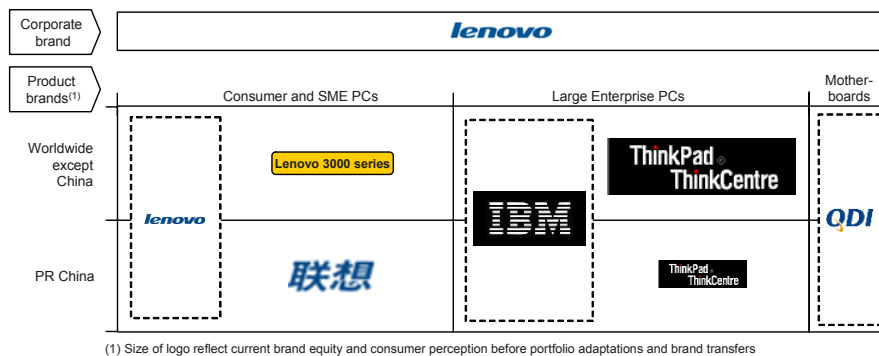 Corporate
brand
lenovo
Product
brands(1)
Consumer and SME PCs
Large Enterprise PCs
Mother-
boards
Worldwide
except
China
lenovo
Lenovo 3000 series
IBM
ThinkPad ®
ThinkCentre
QDI
PR China
联想
ThinkPad
ThinkCentre
(1) Size of logo reflect current brand equity and consumer perception before portfolio adaptations and brand transfers